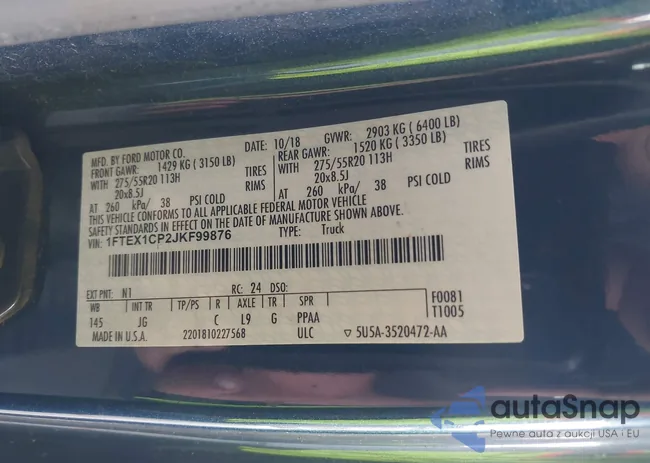 MFD. BY FORD MOTOR CO.
DATE: 10/18 GVWR: 2903 KG ( 6400 LB)
FRONT GAWR: 1429 KG ( 3150 LB)
REAR GAWR: 1520 KG ( 3350 LB)
WITH 275/55R20 113H TIRES
WITH 275/55R20 113H TIRES
20x8.5J RIMS
20x8.5J RIMS
AT 260 kPa/ 38 PSI COLD
AT 260 kPa/ 38 PSI COLD
THIS VEHICLE CONFORMS TO ALL APPLICABLE FEDERAL MOTOR VEHICLE
SAFETY STANDARDS IN EFFECT ON THE DATE OF MANUFACTURE SHOWN ABOVE.
VIN: 1FTEX1CP2JKF99876
TYPE: Truck
EXT PNT: N1 RC: 24 DSO:
WB INT TR TP/PS R AXLE TR SPR
145 JG C L9 G PPAA
F0081
T1005
MADE IN U.S.A. 2201810227568 ULC ▽ 5U5A-3520472-AA
autaSnap
Pewne auta z aukcji USA i EU